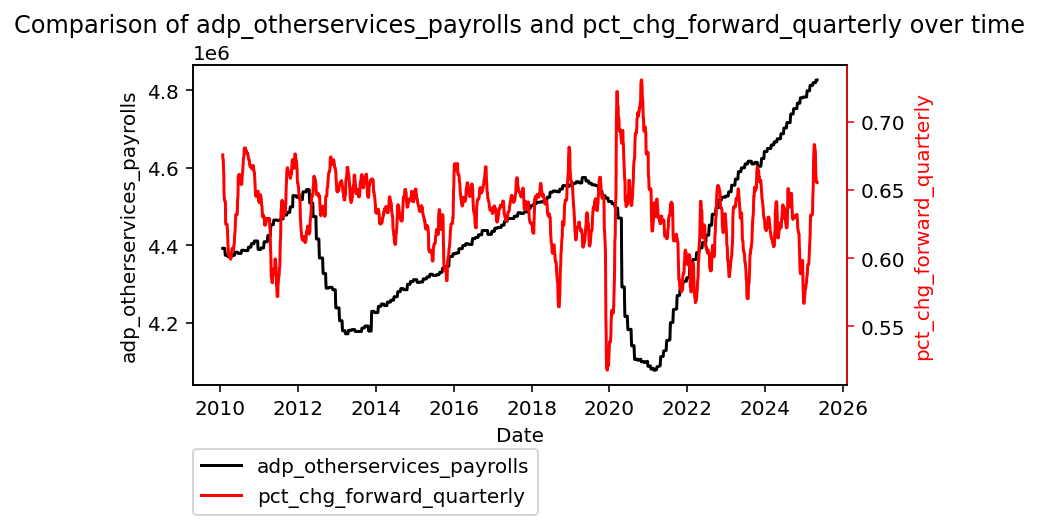 Comparison of adp_otherservices_payrolls and pct_chg_forward_quarterly over time
1e6
4.8
4.6
4.4
4.2
adp_otherservices_payrolls
0.70
0.65
0.60
0.55
pct_chg_forward_quarterly
2010 2012 2014 2016 2018 2020 2022 2024 2026
Date
adp_otherservices_payrolls
pct_chg_forward_quarterly